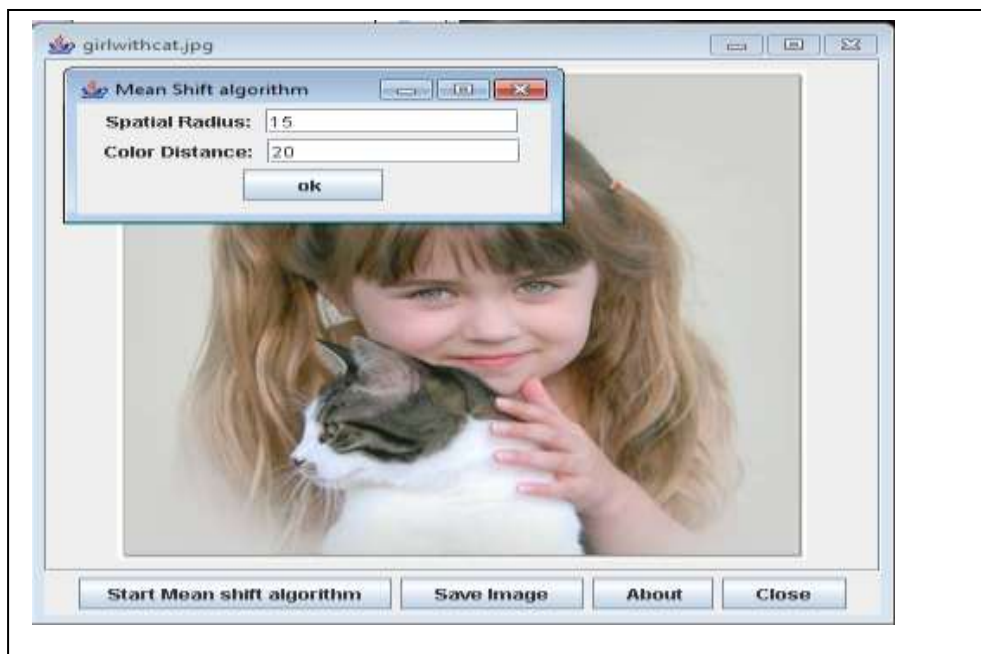 girlwithcat.jpg
Mean Shift algorithm
Spatial Radius: 15
Color Distance: 20
ok
Start Mean shift algorithm Save Image About Close